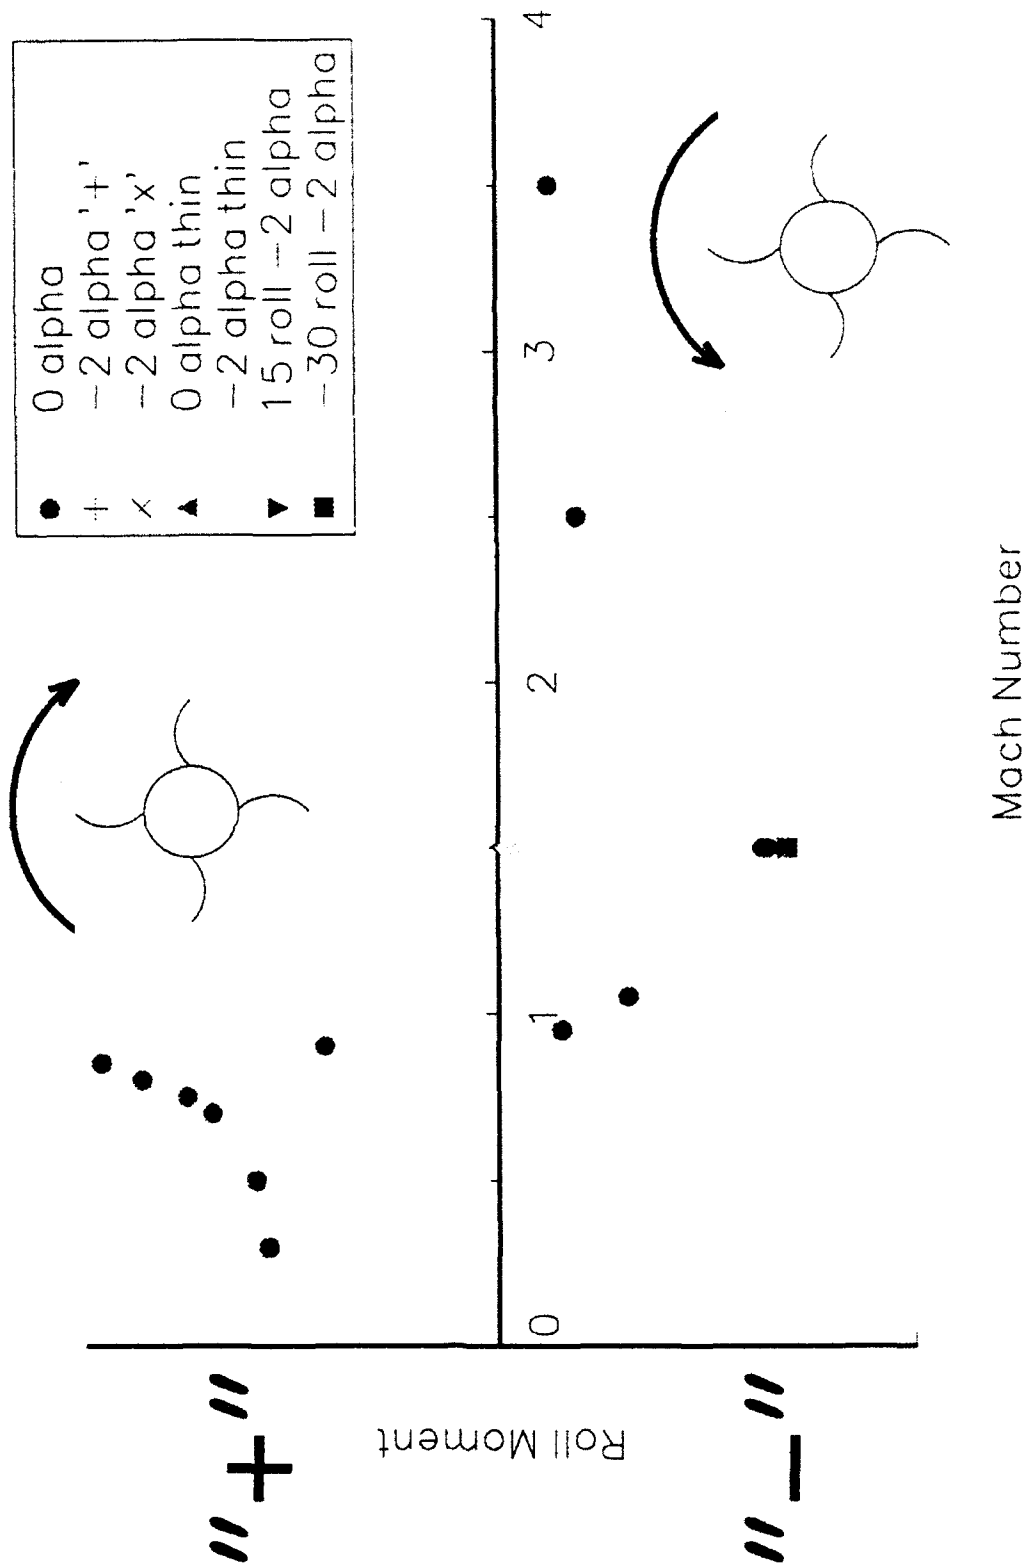 0 alpha
−2 alpha '+'
−2 alpha 'x'
0 alpha thin
−2 alpha thin
15 roll −2 alpha
−30 roll −2 alpha
"+"
Roll Moment
"−"
0 1 2 3 4
Mach Number